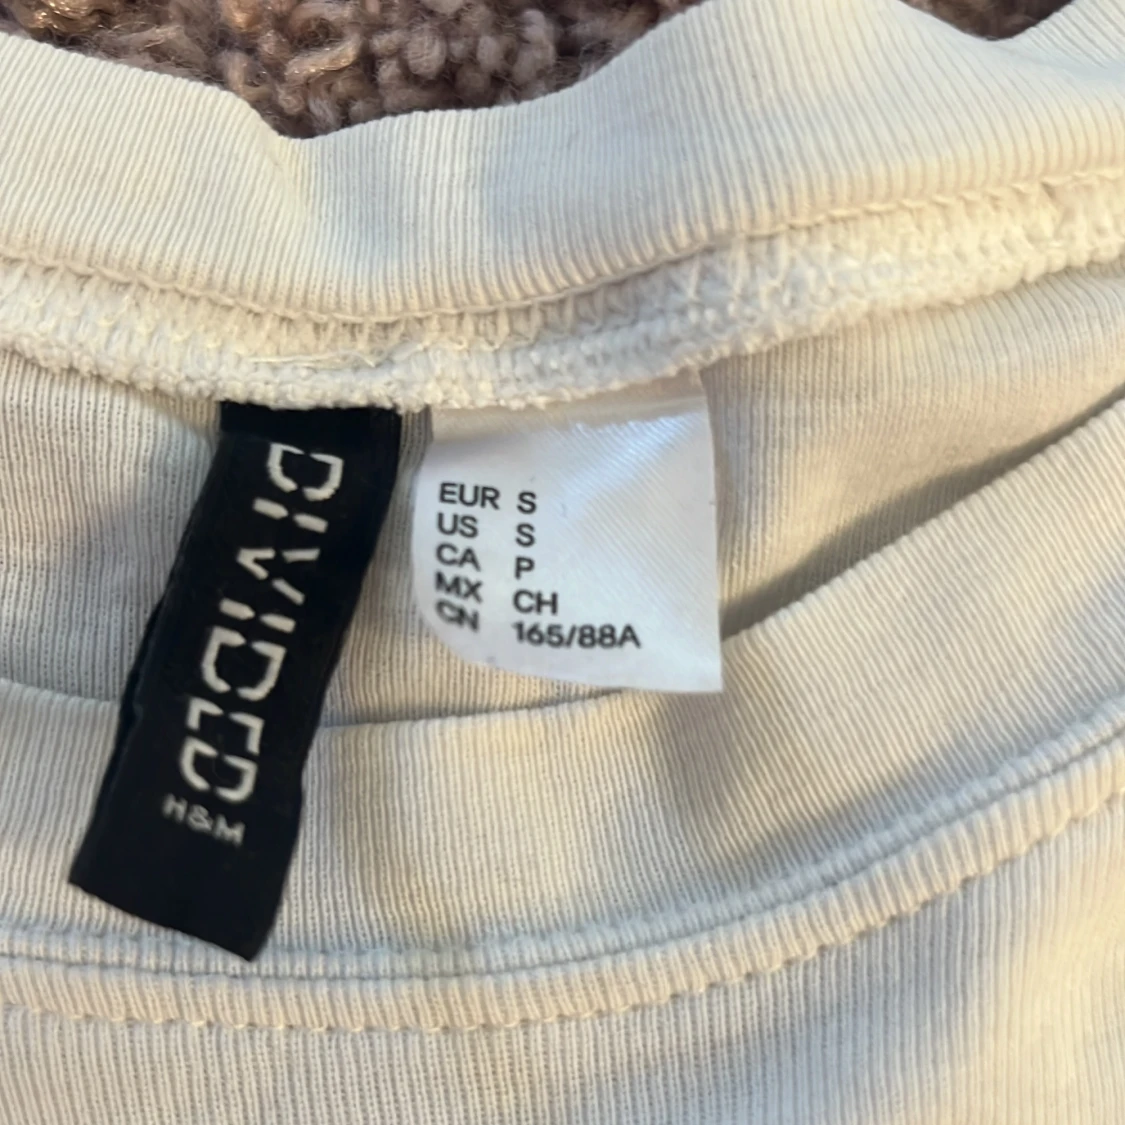 DIVIDED
H&M
EUR S
US S
CA P
MX CH
CN 165/88A